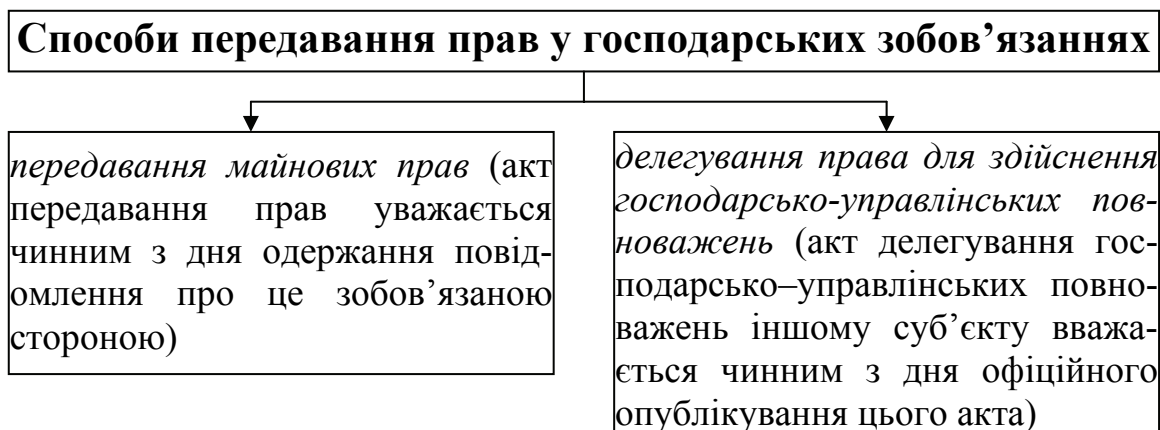 Способи передавання прав у господарських зобов’язаннях
передавання майнових прав (акт
передавання прав уважається
чинним з дня одержання повід-
омлення про це зобов’язаною
стороною)
делегування права для здійснення
господарсько-управлінських пов-
новажень (акт делегування гос-
подарсько–управлінських повно-
важень іншому суб’єкту вважа-
ється чинним з дня офіційного
опублікування цього акта)